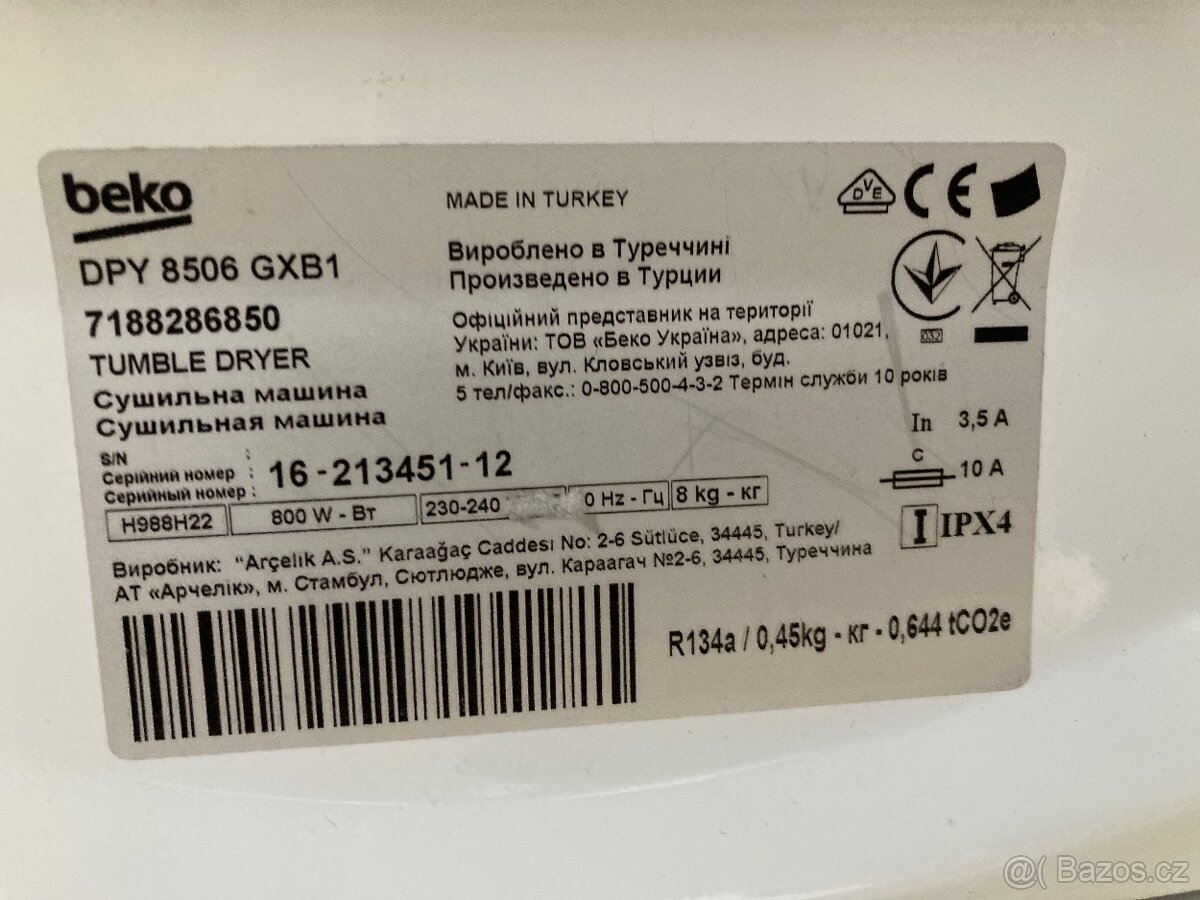 beko
DPY 8506 GXB1
7188286850
TUMBLE DRYER
Сушильна машина
Сушильная машина
MADE IN TURKEY
Вироблено в Туреччині
Произведено в Турции
Офіційний представник на території
України: ТОВ «Беко Україна», адреса: 01021,
м. Київ, вул. Кловський узвіз, буд.
5 тел/факс.: 0-800-500-4-3-2 Термін служби 10 років
VDE CE
032
In 3,5 A
C 10 A
I IPX4
S/N :
Серійний номер :
Серийный номер :
16-213451-12
H988H22 800 W - Вт 230-240 0 Hz - Гц 8 kg - кг
Виробник: "Arçelik A.S." Karaağaç Caddesi No: 2-6 Sütlüce, 34445, Turkey/
АТ «Арчелік», м. Стамбул, Сютлюдже, вул. Караагач №2-6, 34445, Туреччина
R134a / 0,45kg - кг - 0,644 tCO2e
@( Bazos.cz